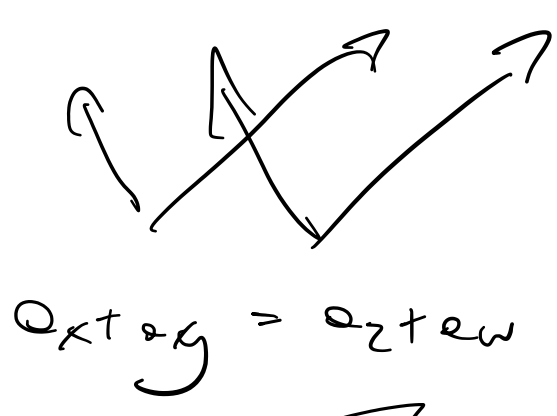 ax + ay = az + aw